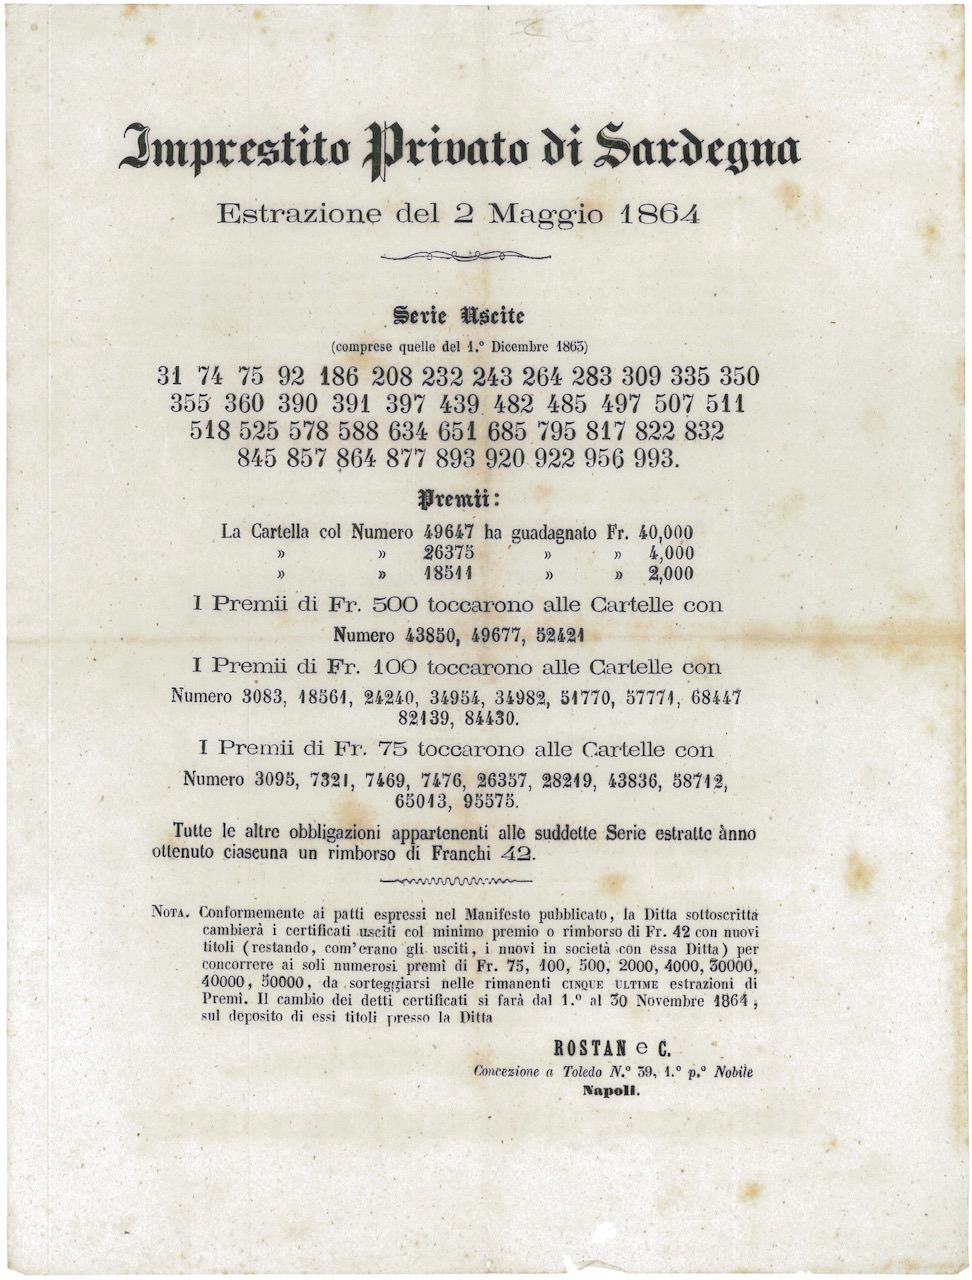 Imprestito Privato di Sardegna
Estrazione del 2 Maggio 1864
Serie Uscite
(comprese quelle del 1.º Dicembre 1863)
31 74 75 92 186 208 232 243 264 283 309 335 350
355 360 390 391 397 439 482 485 497 507 511
518 525 578 588 634 651 685 795 817 822 832
845 857 864 877 893 920 922 956 993.
Premii:
La Cartella col Numero 49647 ha guadagnato Fr. 40,000
» » 26375 » » 4,000
» » 18511 » » 2,000
I Premii di Fr. 500 toccarono alle Cartelle con
Numero 43850, 49677, 52421
I Premii di Fr. 100 toccarono alle Cartelle con
Numero 3083, 18561, 24240, 34954, 34982, 51770, 57771, 68447
82139, 84430.
I Premii di Fr. 75 toccarono alle Cartelle con
Numero 3095, 7321, 7469, 7476, 26357, 28219, 43836, 58712,
65013, 95575.
Tutte le altre obbligazioni appartenenti alle suddette Serie estratte ànno
ottenuto ciaseuna un rimborso di Franchi 42.
NOTA. Conformemente ai patti espressi nel Manifesto pubblicato, la Ditta sottoscritta
cambierà i certificati usciti col minimo premio o rimborso di Fr. 42 con nuovi
titoli (restando, com'erano gli usciti, i nuovi in società con essa Ditta) per
concorrere ai soli numerosi premi di Fr. 75, 100, 500, 2000, 4000, 30000,
40000, 50000, da sorteggiarsi nelle rimanenti CINQUE ULTIME estrazioni di
Premi. Il cambio dei detti certificati si farà dal 1.º al 30 Novembre 1864,
sul deposito di essi titoli presso la Ditta
ROSTAN e C.
Concezione a Toledo N.º 39, 1.º p.º Nobile
Napoli.